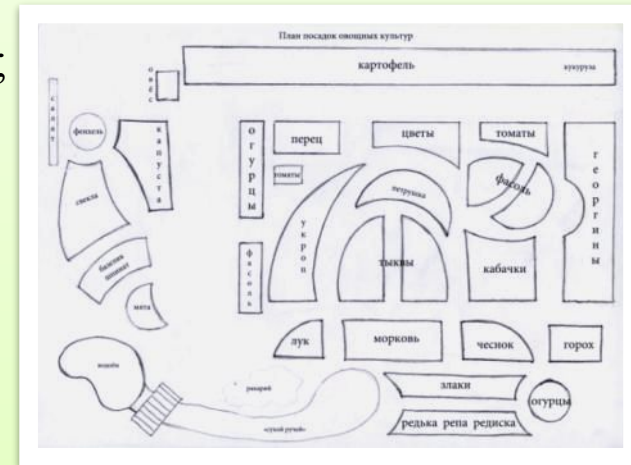 ;
План посадок овощных культур
картофель
кукуруза
овёс
салат
фенхель
капуста
огурцы
перец
цветы
томаты
георгины
томаты
петрушка
фасоль
свекла
укроп
тыквы
кабачки
базилик
шпинат
фасоль
мята
лук
морковь
чеснок
горох
водоём
рокарий
злаки
огурцы
«сухой ручей»
редька репа редиска